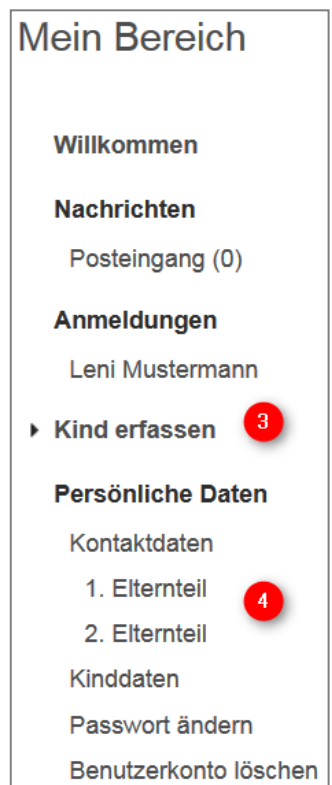 Mein Bereich
Willkommen
Nachrichten
Posteingang (0)
Anmeldungen
Leni Mustermann
Kind erfassen 3
Persönliche Daten
Kontaktdaten
1. Elternteil
4
2. Elternteil
Kinddaten
Passwort ändern
Benutzerkonto löschen